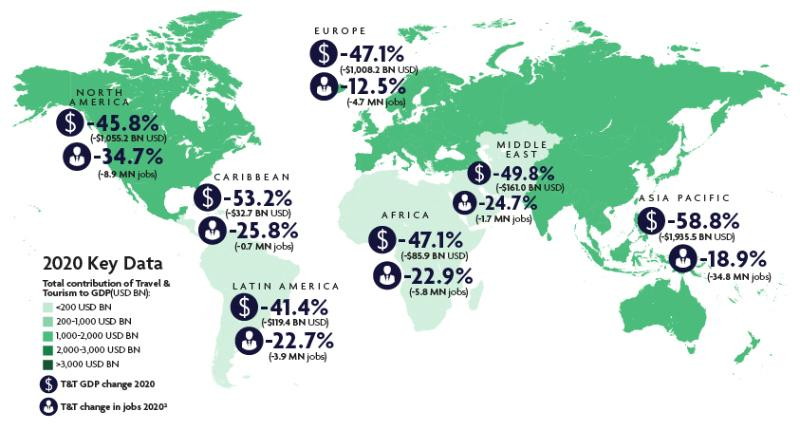 EUROPE
-47.1%
(-$1,008.2 BN USD)
-12.5%
(-4.7 MN jobs)
NORTH
AMERICA
-45.8%
(-$1,055.2 BN USD)
-34.7%
(-8.9 MN jobs)
MIDDLE
EAST
-49.8%
(-$161.0 BN USD)
-24.7%
(-1.7 MN jobs)
CARIBBEAN
-53.2%
(-$32.7 BN USD)
-25.8%
(-0.7 MN jobs)
ASIA PACIFIC
-58.8%
(-$1,935.5 BN USD)
-18.9%
(-34.8 MN jobs)
AFRICA
-47.1%
(-$85.9 BN USD)
-22.9%
(-5.8 MN jobs)
LATIN AMERICA
-41.4%
(-$119.4 BN USD)
-22.7%
(-3.9 MN jobs)
2020 Key Data
Total contribution of Travel &
Tourism to GDP(USD BN):
<200 USD BN
200-1,000 USD BN
1,000-2,000 USD BN
2,000-3,000 USD BN
>3,000 USD BN
$ T&T GDP change 2020
T&T change in jobs 2020²